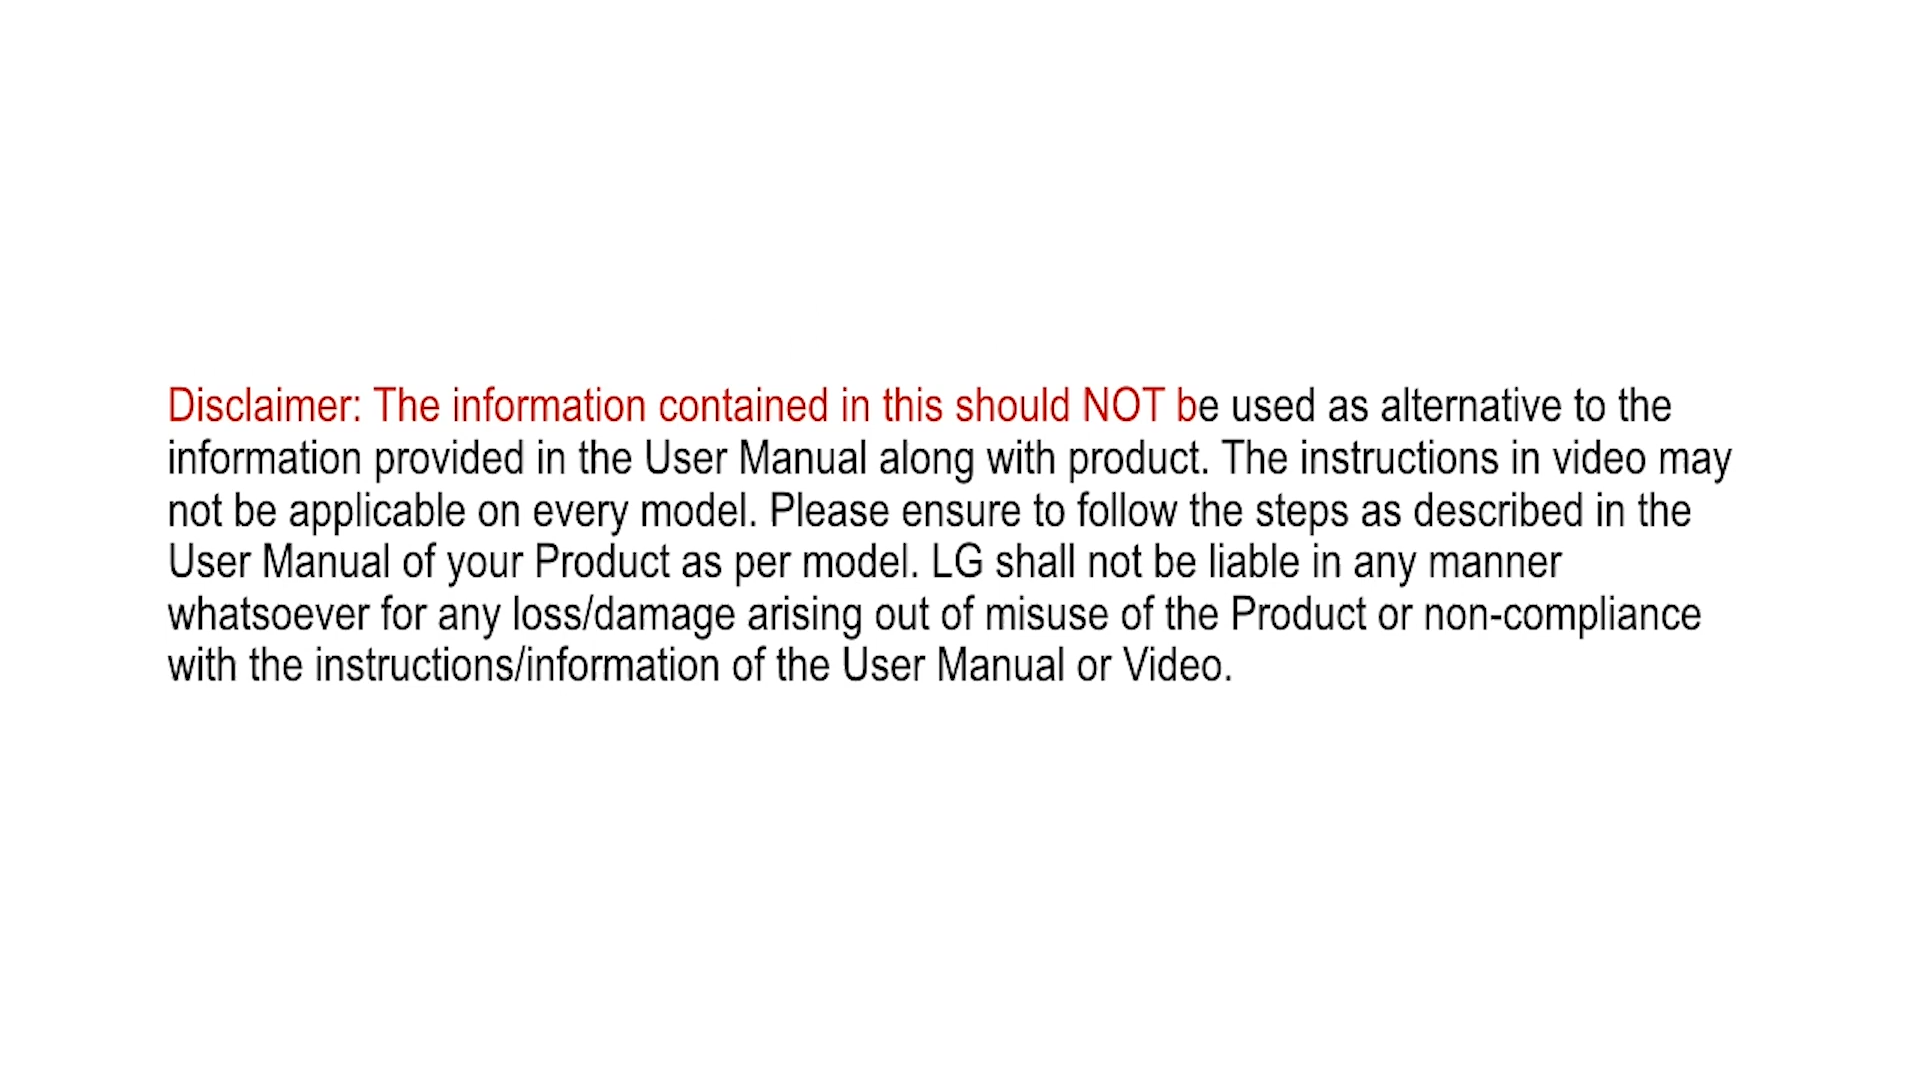 Disclaimer: The information contained in this should NOT be used as alternative to the
information provided in the User Manual along with product. The instructions in video may
not be applicable on every model. Please ensure to follow the steps as described in the
User Manual of your Product as per model. LG shall not be liable in any manner
whatsoever for any loss/damage arising out of misuse of the Product or non-compliance
with the instructions/information of the User Manual or Video.